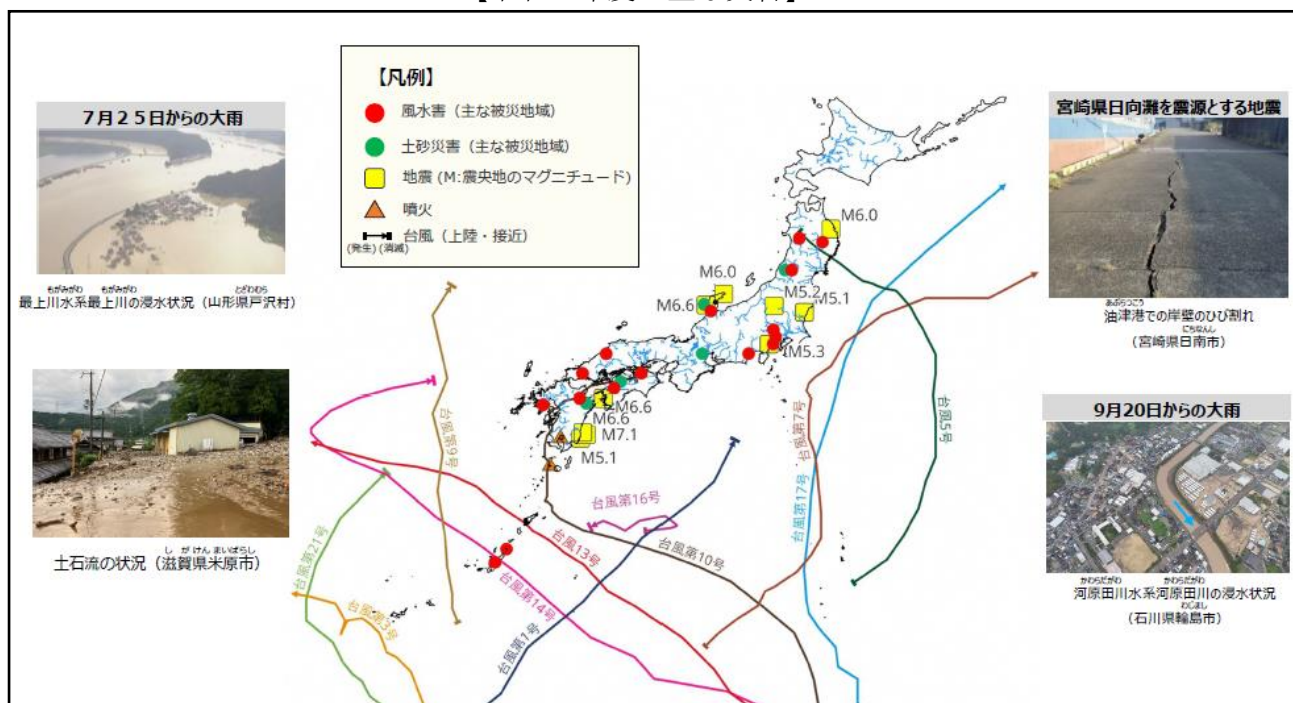 【凡例】
風水害（主な被災地域）
土砂災害（主な被災地域）
地震 (M:震央地のマグニチュード)
噴火
台風（上陸・接近）
(発生) (消滅)
７月２５日からの大雨
もがみがわ もがみがわ とざわむら
最上川水系最上川の浸水状況（山形県戸沢村）
し が けん まいばらし
土石流の状況（滋賀県米原市）
宮崎県日向灘を震源とする地震
あぶらつこう
油津港での岸壁のひび割れ
にちなんし
（宮崎県日南市）
9月20日からの大雨
かわらだがわ かわらだがわ
河原田川水系河原田川の浸水状況
わじまし
（石川県輪島市）
M6.0
M6.0
M5.2
M5.1
M6.6
M5.3
M6.6
M6.6
M7.1
M5.1
台風第9号
台風第7号
台風5号
台風第17号
台風第16号
台風第10号
台風13号
台風第14号
台風第21号
台風第3号
台風第1号